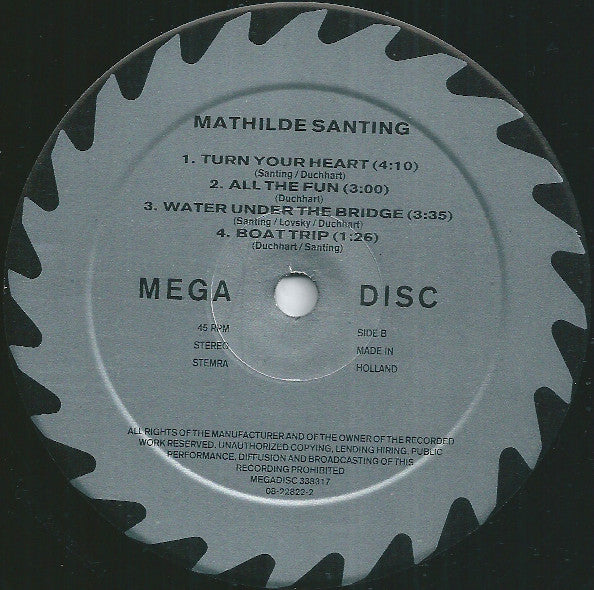 MATHILDE SANTING
1. TURN YOUR HEART (4:10)
(Santing / Duchhart)
2. ALL THE FUN (3:00)
(Duchhart)
3. WATER UNDER THE BRIDGE (3:35)
(Santing / Lovsky / Duchhart)
4. BOAT TRIP (1:26)
(Duchhart / Santing)
MEGA DISC
45 RPM SIDE B
STEREO MADE IN
STEMRA HOLLAND
ALL RIGHTS OF THE MANUFACTURER AND OF THE OWNER OF THE RECORDED
WORK RESERVED. UNAUTHORIZED COPYING, LENDING HIRING, PUBLIC
PERFORMANCE, DIFFUSION AND BROADCASTING OF THIS
RECORDING PROHIBITED
MEGADISC 338317
08-22822-2